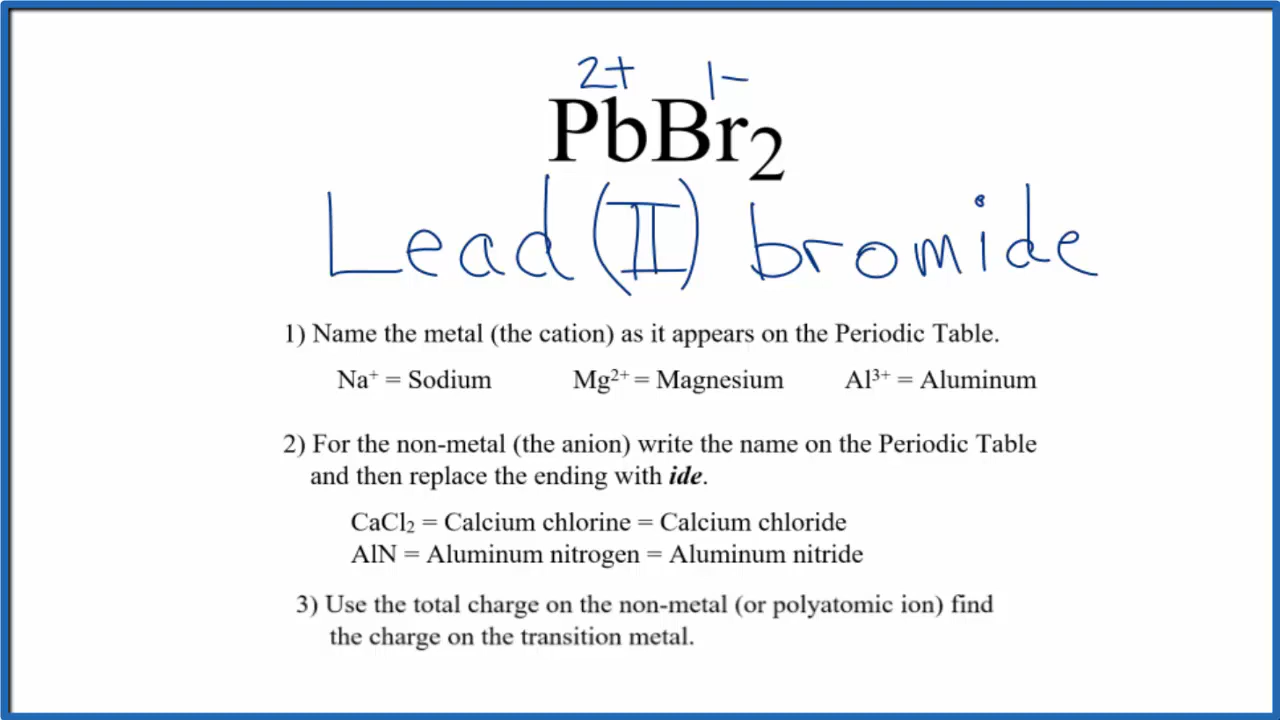 2+ 1-
PbBr₂
Lead (II) bromide
1) Name the metal (the cation) as it appears on the Periodic Table.
Na⁺ = Sodium Mg²⁺ = Magnesium Al³⁺ = Aluminum
2) For the non-metal (the anion) write the name on the Periodic Table
and then replace the ending with ide.
CaCl₂ = Calcium chlorine = Calcium chloride
AlN = Aluminum nitrogen = Aluminum nitride
3) Use the total charge on the non-metal (or polyatomic ion) find
the charge on the transition metal.